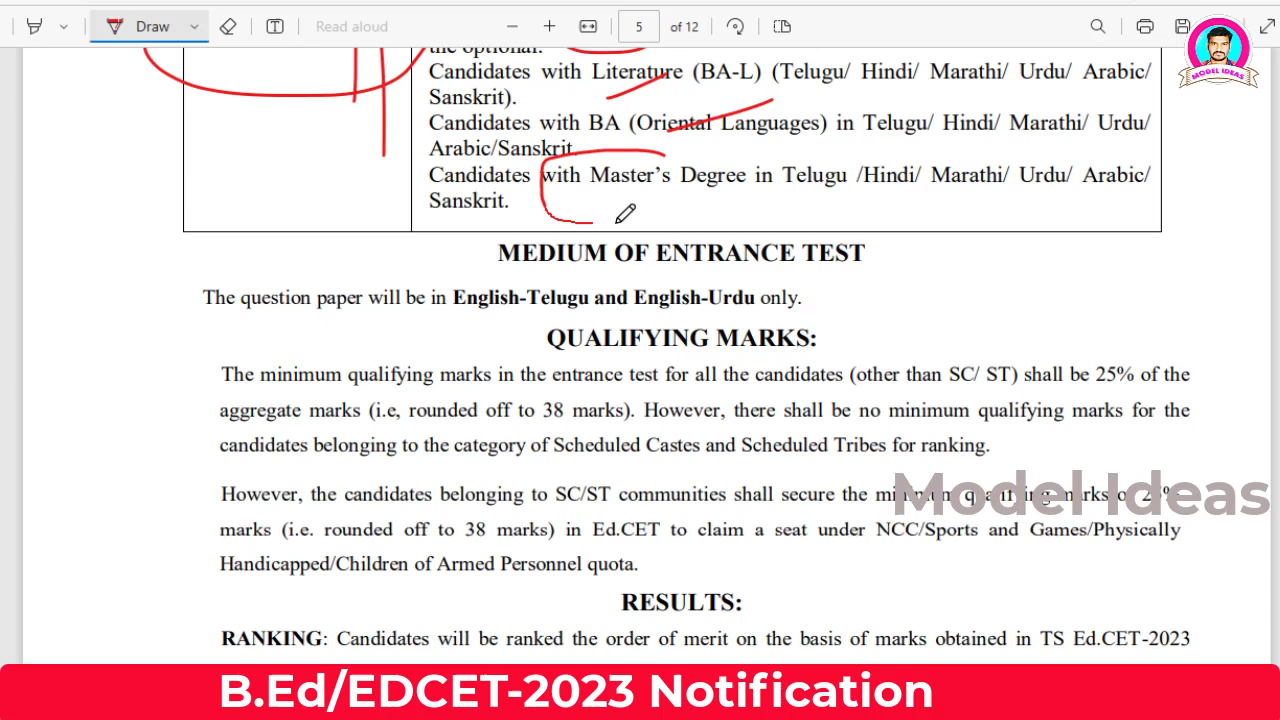 Draw
Read aloud
5
of 12
MODEL IDEAS
the optional.
Candidates with Literature (BA-L) (Telugu/ Hindi/ Marathi/ Urdu/ Arabic/
Sanskrit).
Candidates with BA (Oriental Languages) in Telugu/ Hindi/ Marathi/ Urdu/
Arabic/Sanskrit.
Candidates with Master's Degree in Telugu /Hindi/ Marathi/ Urdu/ Arabic/
Sanskrit.
MEDIUM OF ENTRANCE TEST
The question paper will be in English-Telugu and English-Urdu only.
QUALIFYING MARKS:
The minimum qualifying marks in the entrance test for all the candidates (other than SC/ ST) shall be 25% of the
aggregate marks (i.e, rounded off to 38 marks). However, there shall be no minimum qualifying marks for the
candidates belonging to the category of Scheduled Castes and Scheduled Tribes for ranking.
However, the candidates belonging to SC/ST communities shall secure the minimum qualifying marks of 25%
marks (i.e. rounded off to 38 marks) in Ed.CET to claim a seat under NCC/Sports and Games/Physically
Handicapped/Children of Armed Personnel quota.
Model Ideas
RESULTS:
RANKING: Candidates will be ranked the order of merit on the basis of marks obtained in TS Ed.CET-2023
B.Ed/EDCET-2023 Notification